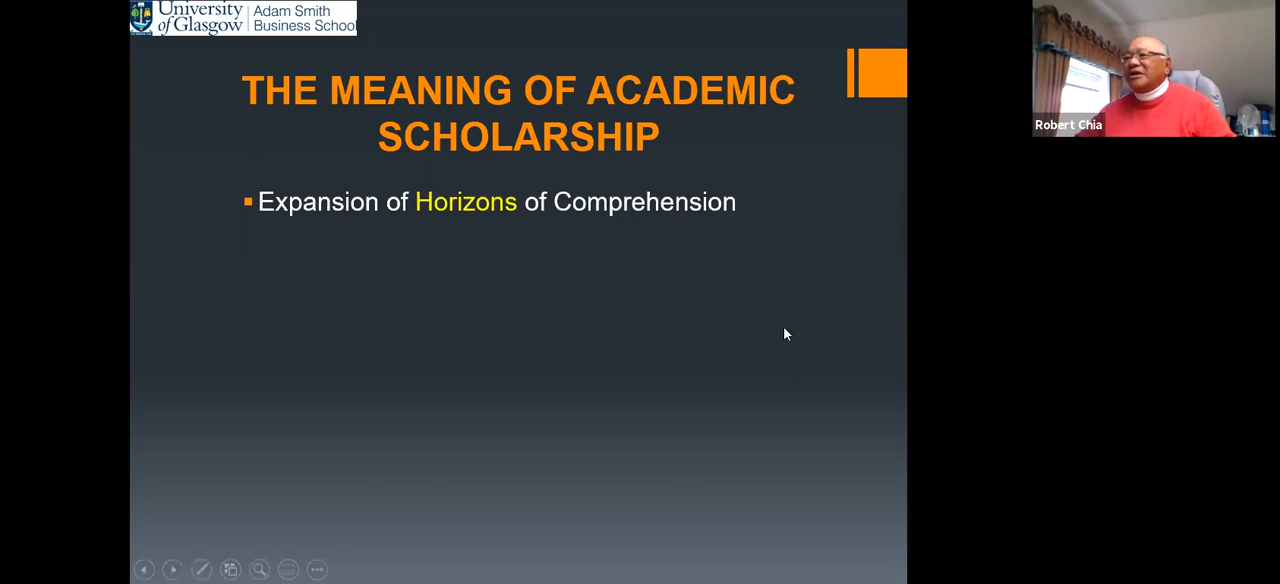 University
of Glasgow
Adam Smith
Business School
THE MEANING OF ACADEMIC
SCHOLARSHIP
Expansion of Horizons of Comprehension
Robert Chia